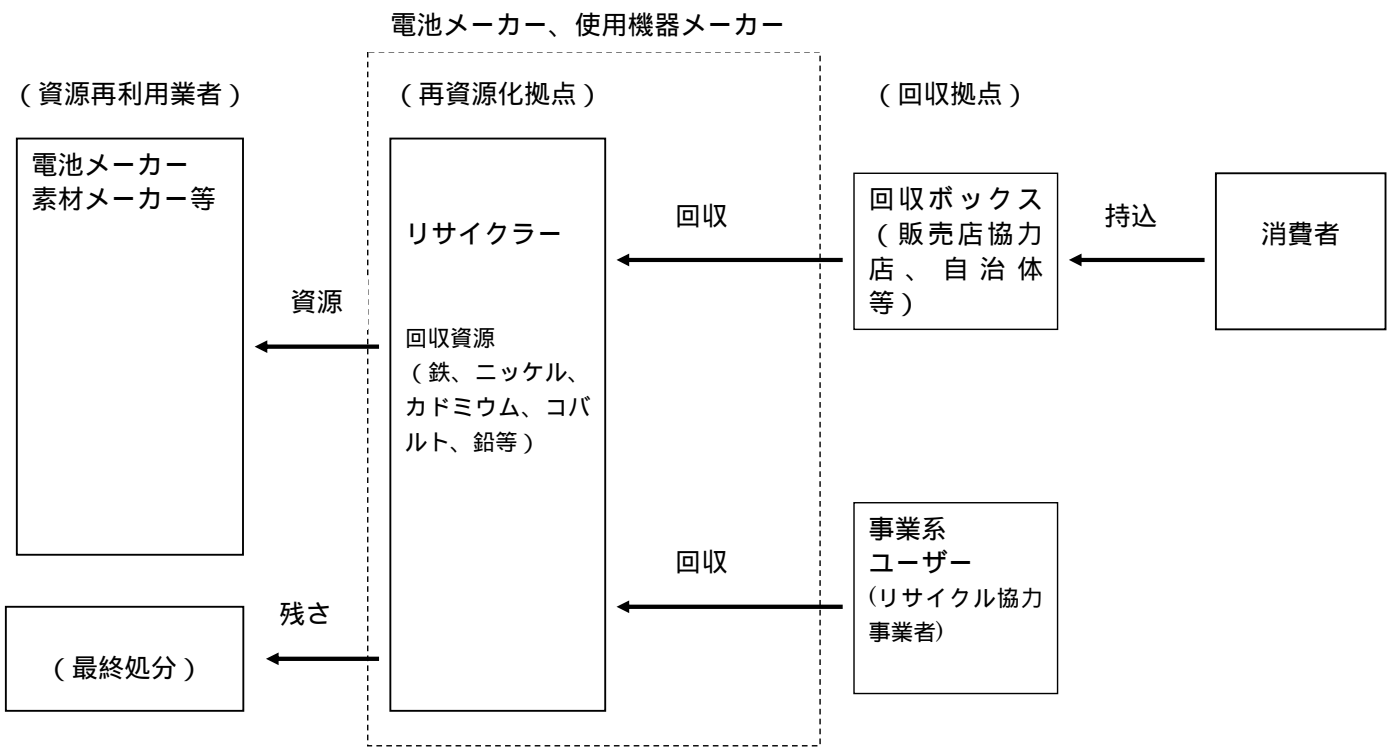 電池メーカー、使用機器メーカー
（資源再利用業者）
（再資源化拠点）
（回収拠点）
電池メーカー
素材メーカー等
リサイクラー
回収資源
（鉄、ニッケル、
カドミウム、コバ
ルト、鉛等）
回収
回収ボックス
（販売店協力
店、自治体
等）
持込
消費者
資源
回収
事業系
ユーザー
(リサイクル協力
事業者)
残さ
（最終処分）